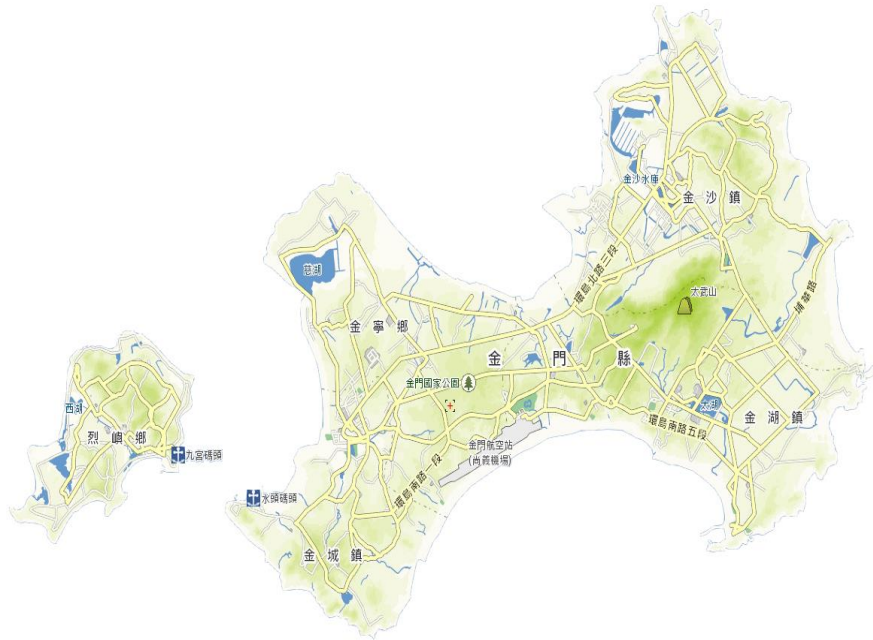 金沙水庫
金沙鎮
慈湖
環島北路三段
太武山
金寧鄉
金門縣
金門國家公園
西湖
太湖
烈嶼鄉
金湖鎮
環島南路五段
九宮碼頭
金門航空站
(尚義機場)
環島南路一段
水頭碼頭
金城鎮